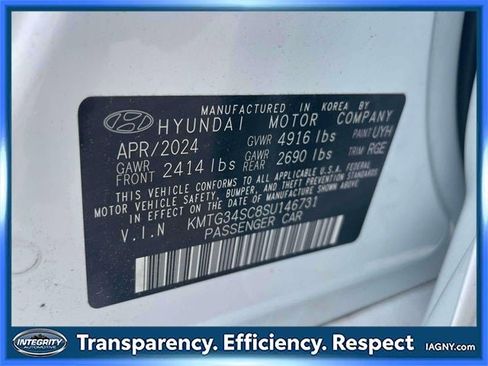 MANUFACTURED IN KOREA BY
HYUNDAI MOTOR COMPANY
APR/2024 GVWR 4916 lbs PAINT UYH
GAWR FRONT 2414 lbs GAWR REAR 2690 lbs TRIM RGE
THIS VEHICLE CONFORMS TO ALL APPLICABLE U.S.A. FEDERAL
MOTOR VEHICLE SAFETY, BUMPER, AND THEFT PREVENTION
STANDARDS IN EFFECT ON THE DATE OF MANUFACTURE SHOWN ABOVE.
V.I.N KMTG34SC8SU146731
PASSENGER CAR
INTEGRITY
AUTOMOTIVE
Transparency. Efficiency. Respect
IAGNY.com